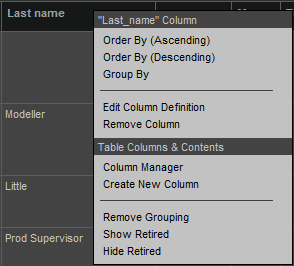 Last name
"Last_name" Column
Order By (Ascending)
Order By (Descending)
Group By
Edit Column Definition
Remove Column
Table Columns & Contents
Column Manager
Create New Column
Remove Grouping
Show Retired
Hide Retired
Modeller
Little
Prod Supervisor